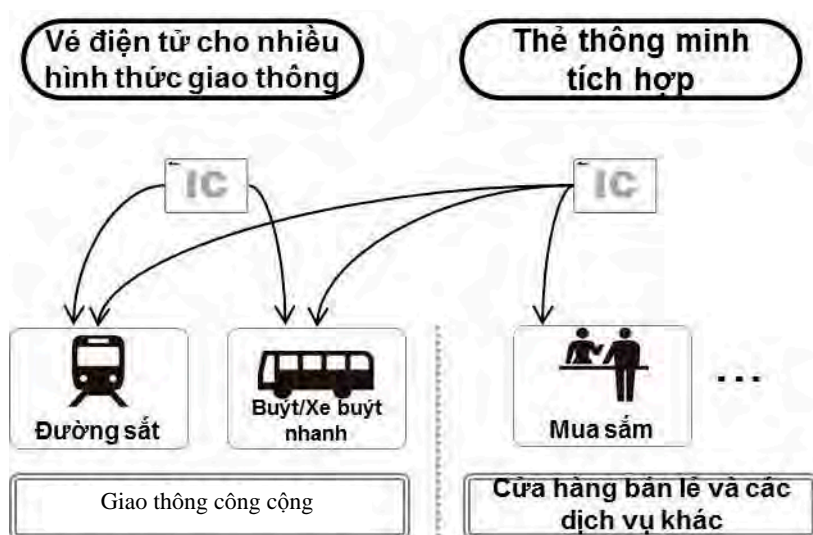 Vé điện tử cho nhiều
hình thức giao thông
Thẻ thông minh
tích hợp
IC
IC
Đường sắt
Buýt/Xe buýt
nhanh
Mua sắm
...
Giao thông công cộng
Cửa hàng bán lẻ và các
dịch vụ khác